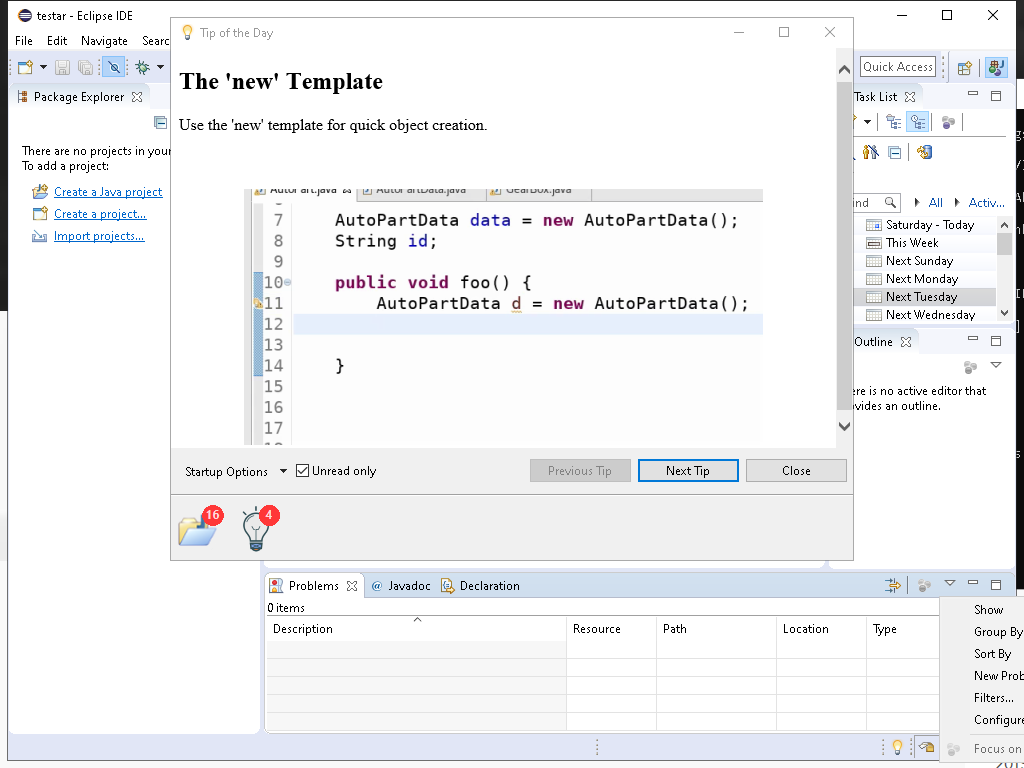 testar - Eclipse IDE
File Edit Navigate Searc
Tip of the Day
Quick Access
Package Explorer
There are no projects in your
To add a project:
Create a Java project
Create a project...
Import projects...
The 'new' Template
Use the 'new' template for quick object creation.
AutoPart.java AutoPartData.java GearBox.java
7 AutoPartData data = new AutoPartData();
8 String id;
9
10 public void foo() {
11 AutoPartData d = new AutoPartData();
12
13
14 }
15
16
17
Startup Options Unread only Previous Tip Next Tip Close
16 4
Task List
ind All Activ...
Saturday - Today
This Week
Next Sunday
Next Monday
Next Tuesday
Next Wednesday
Outline
ere is no active editor that
vides an outline.
Problems @ Javadoc Declaration
0 items
Description Resource Path Location Type
Show
Group By
Sort By
New Prob
Filters...
Configure
Focus on